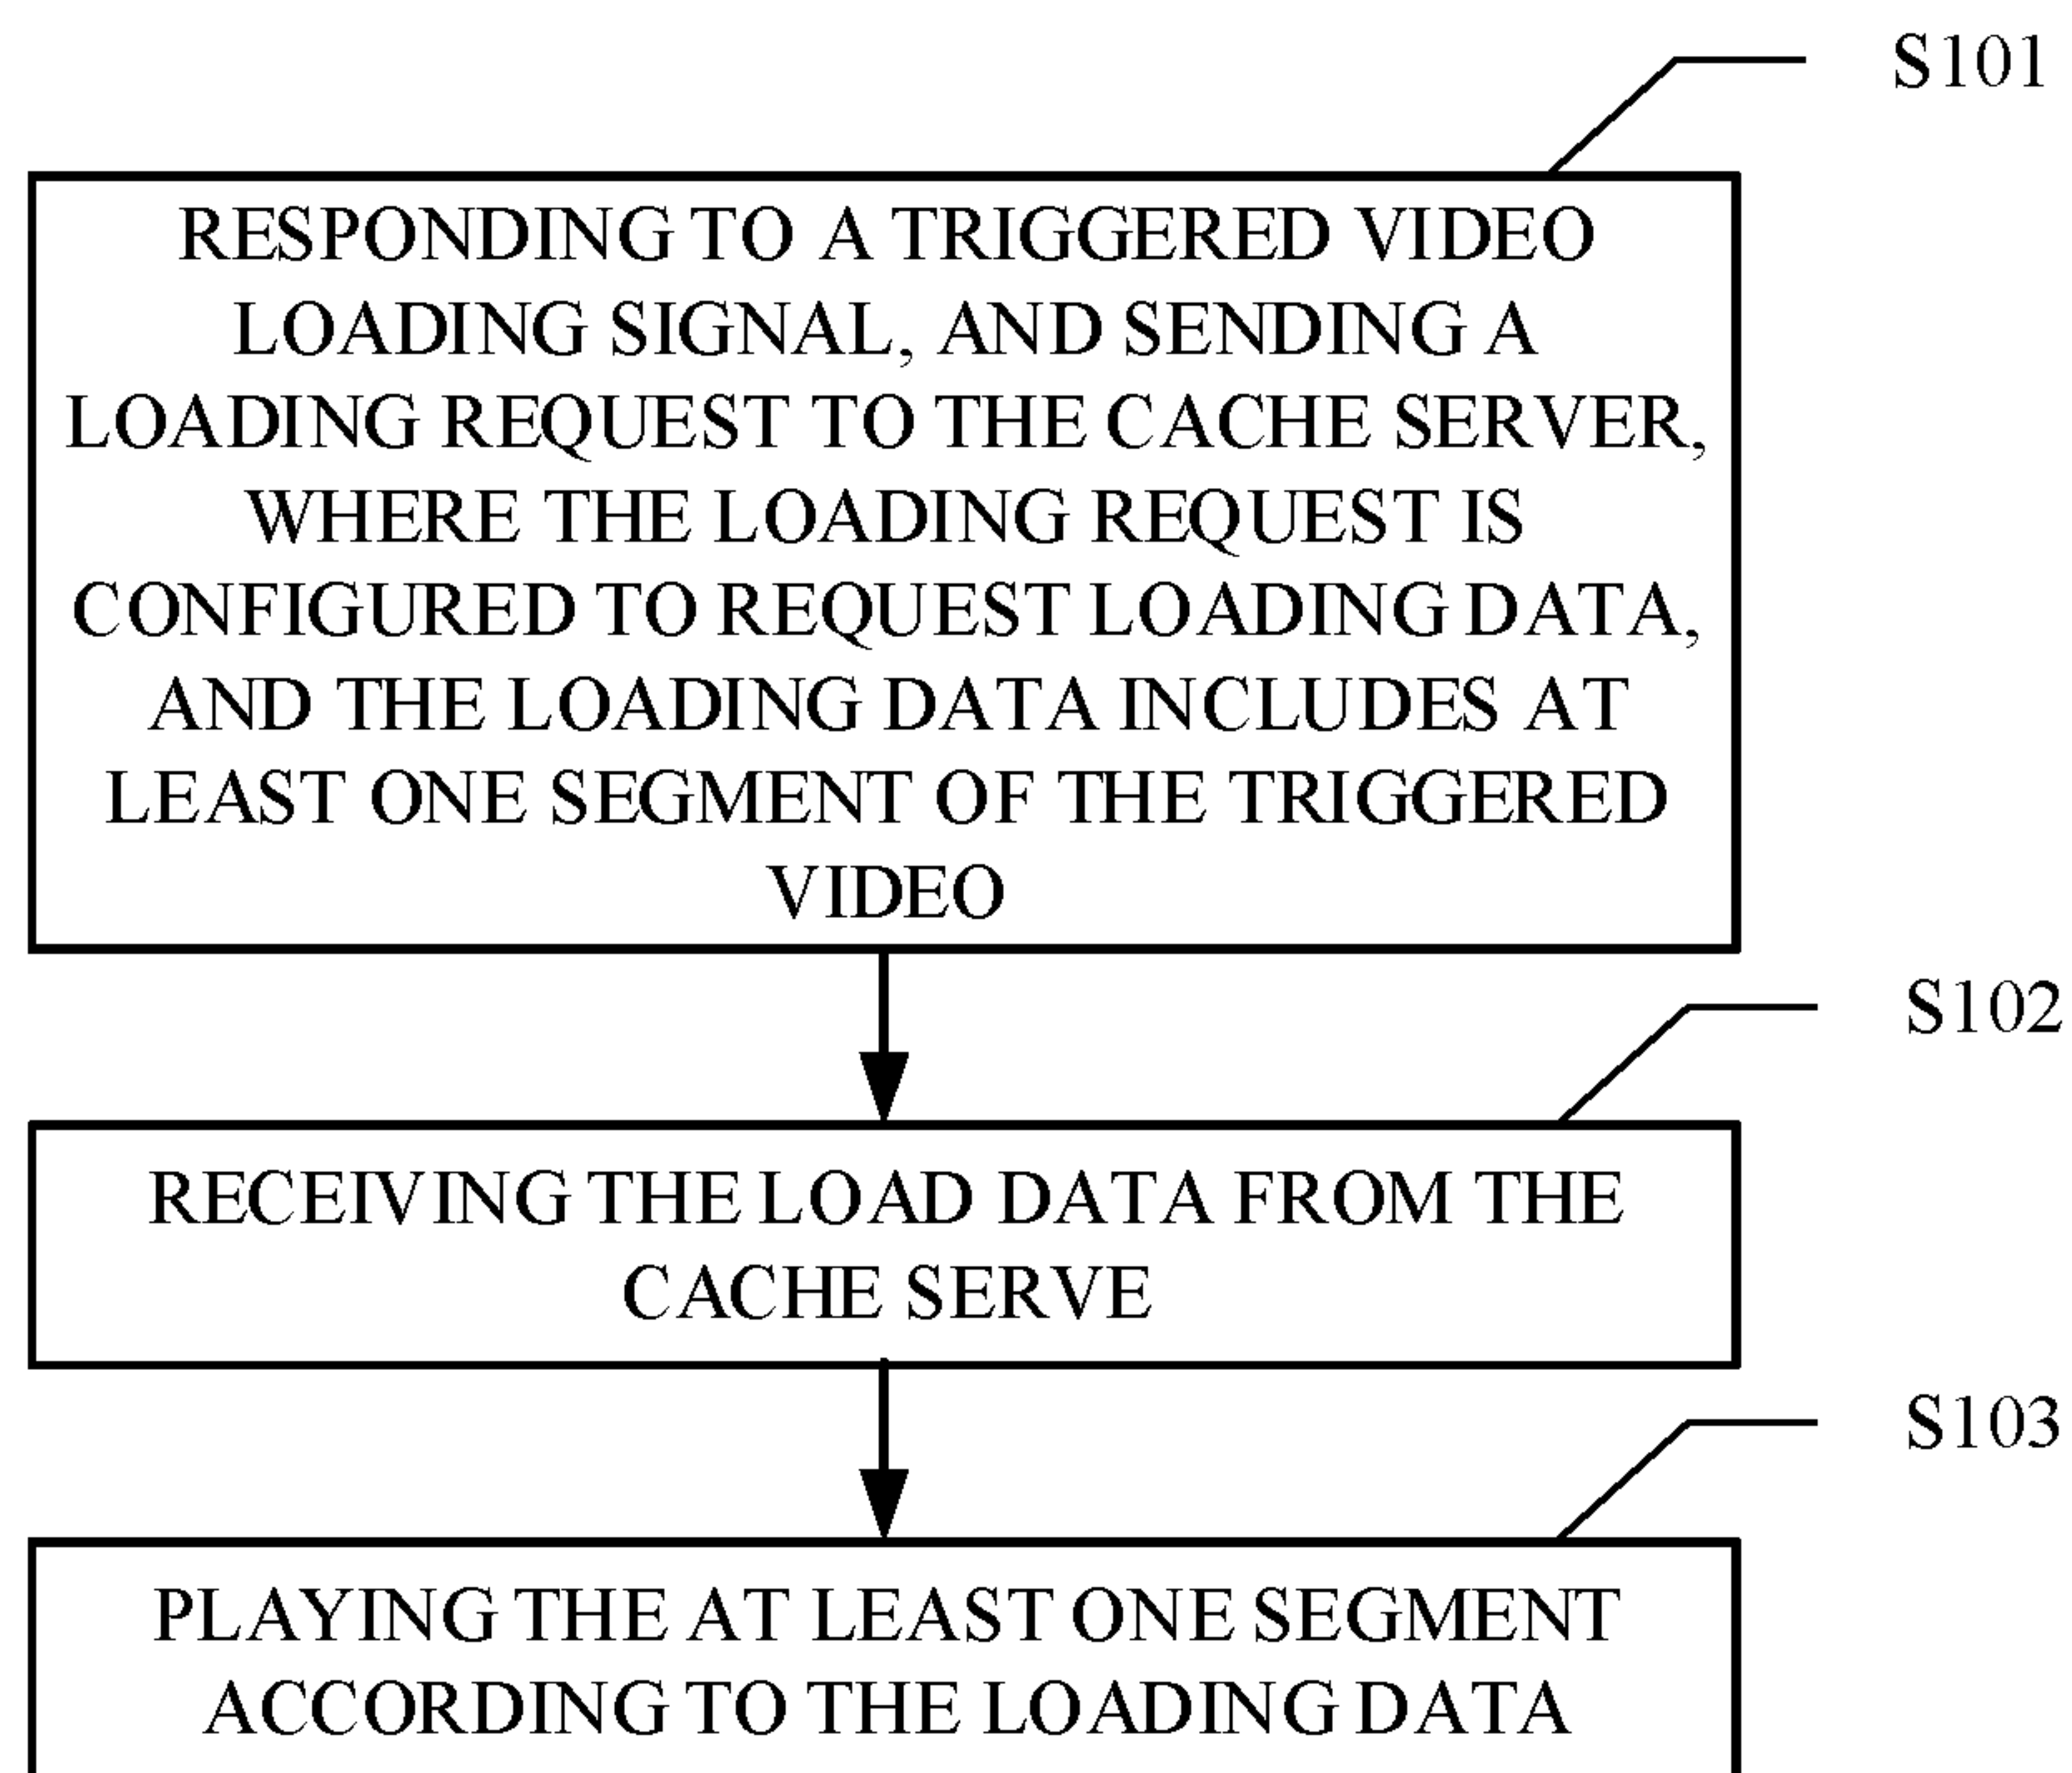 S101
RESPONDING TO A TRIGGERED VIDEO
LOADING SIGNAL, AND SENDING A
LOADING REQUEST TO THE CACHE SERVER,
WHERE THE LOADING REQUEST IS
CONFIGURED TO REQUEST LOADING DATA,
AND THE LOADING DATA INCLUDES AT
LEAST ONE SEGMENT OF THE TRIGGERED
VIDEO
S102
RECEIVING THE LOAD DATA FROM THE
CACHE SERVE
S103
PLAYING THE AT LEAST ONE SEGMENT
ACCORDING TO THE LOADING DATA